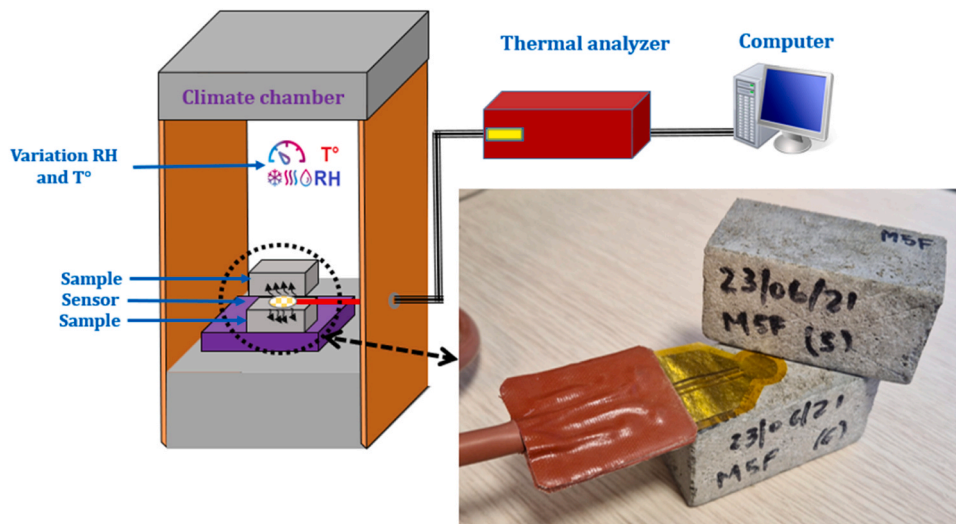 Thermal analyzer
Computer
Climate chamber
Variation RH
and T°
T°
RH
Sample
Sensor
Sample
M5F
23/06/21
M5F (5)
23/06/21
M5F (6)